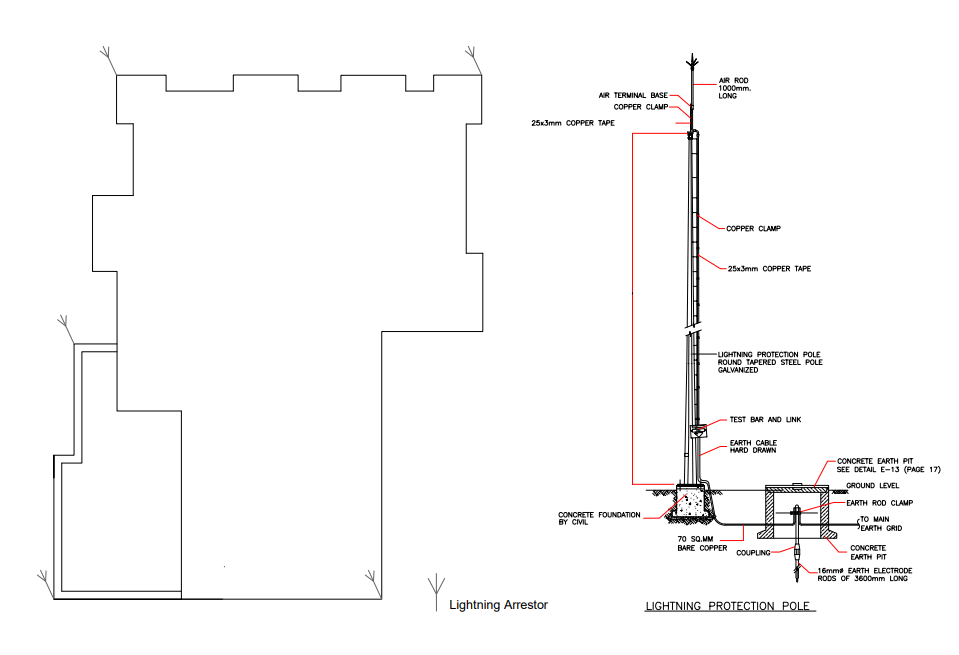 AIR ROD
1000mm.
LONG
AIR TERMINAL BASE
COPPER CLAMP
25x3mm COPPER TAPE
COPPER CLAMP
25x3mm COPPER TAPE
LIGHTNING PROTECTION POLE
ROUND TAPERED STEEL POLE
GALVANIZED
TEST BAR AND LINK
EARTH CABLE
HARD DRAWN
CONCRETE EARTH PIT
SEE DETAIL E-13 (PAGE 17)
GROUND LEVEL
EARTH ROD CLAMP
CONCRETE FOUNDATION
BY CIVIL
TO MAIN
EARTH GRID
70 SQ.MM
BARE COPPER
COUPLING
CONCRETE
EARTH PIT
16mmø EARTH ELECTRODE
RODS OF 3600mm LONG
Lightning Arrestor
LIGHTNING PROTECTION POLE